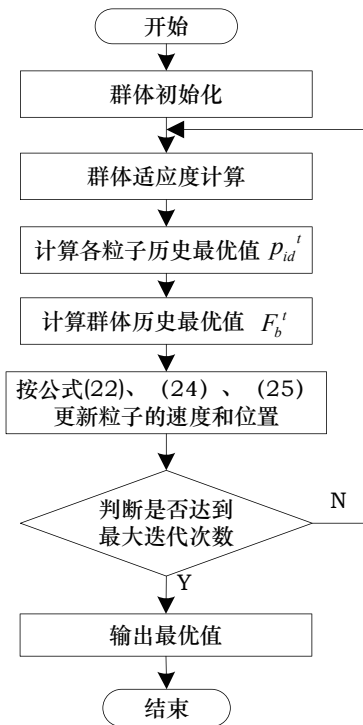 开始
群体初始化
群体适应度计算
计算各粒子历史最优值 p_{id}^t
计算群体历史最优值 F_b^t
按公式(22)、（24）、（25）
更新粒子的速度和位置
判断是否达到
最大迭代次数
N
Y
输出最优值
结束